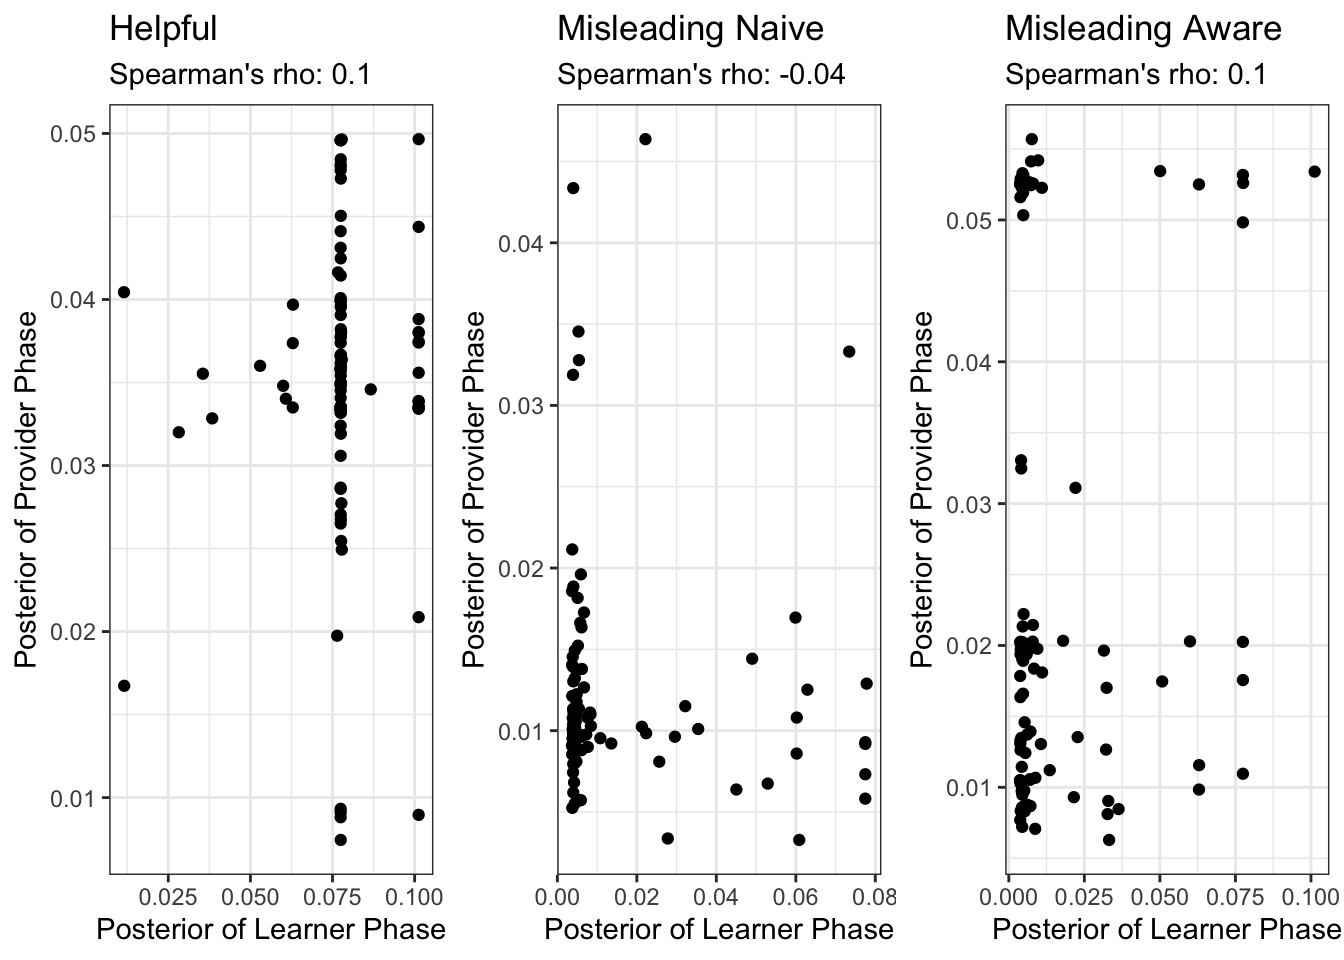 Helpful
Spearman's rho: 0.1
Posterior of Provider Phase
0.05
0.04
0.03
0.02
0.01
0.025 0.050 0.075 0.100
Posterior of Learner Phase
Misleading Naive
Spearman's rho: -0.04
Posterior of Provider Phase
0.04
0.03
0.02
0.01
0.00 0.02 0.04 0.06 0.08
Posterior of Learner Phase
Misleading Aware
Spearman's rho: 0.1
Posterior of Provider Phase
0.05
0.04
0.03
0.02
0.01
0.000 0.025 0.050 0.075 0.100
Posterior of Learner Phase